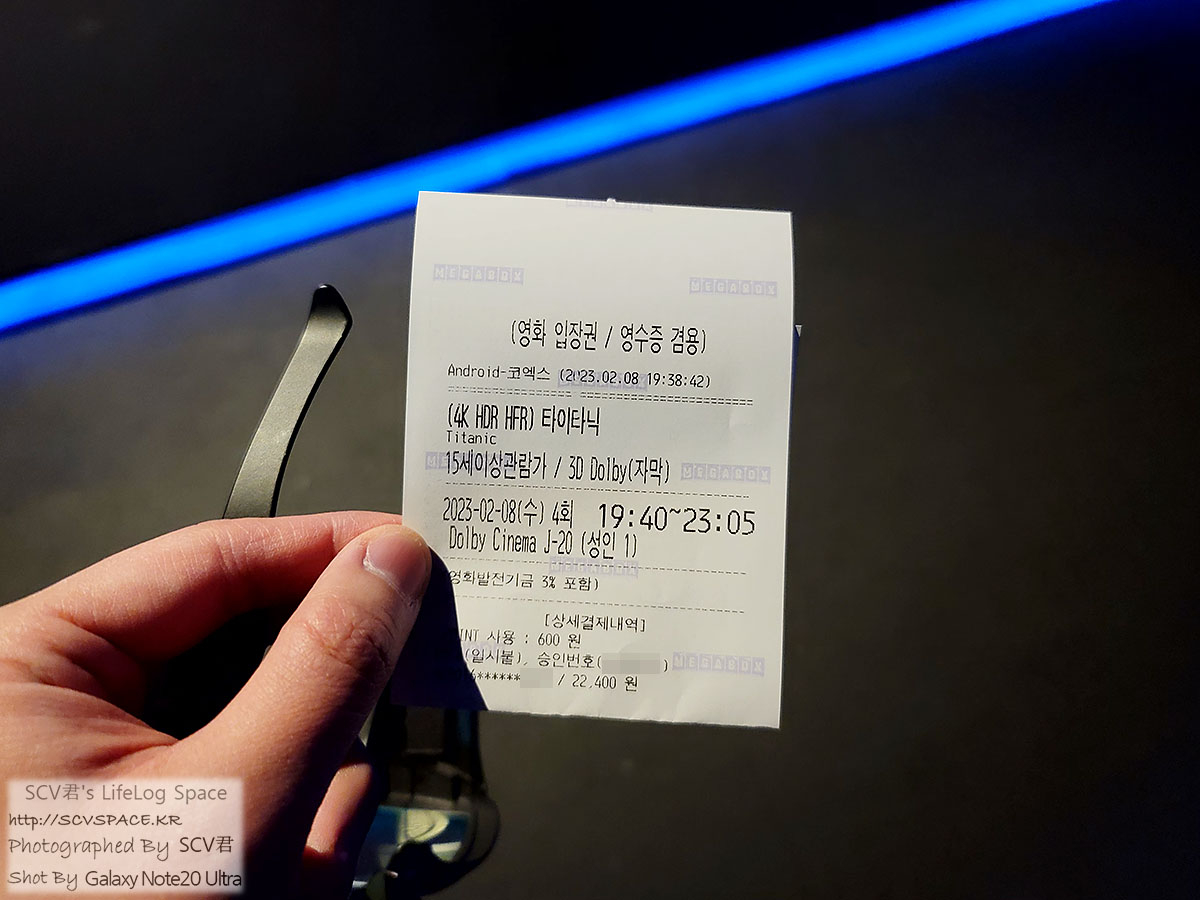 MEGABOX MEGABOX
(영화 입장권 / 영수증 겸용)
Android-코엑스 (2023.02.08 19:38:42)
(4K HDR HFR) 타이타닉
Titanic
15세이상관람가 / 3D Dolby(자막)
MEGABOX
2023-02-08(수) 4회 19:40~23:05
Dolby Cinema J-20 (성인 1)
MEGABOX
영화발전기금 3% 포함)
[상세결제내역]
INT 사용 : 600 원
(일시불), 승인번호( ) MEGABOX
6****** / 22,400 원
SCV君's LifeLog Space
http://SCVSPACE.KR
Photographed By SCV君
Shot By Galaxy Note20 Ultra